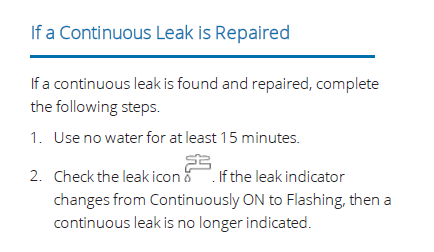 If a Continuous Leak is Repaired
If a continuous leak is found and repaired, complete
the following steps.
1. Use no water for at least 15 minutes.
2. Check the leak icon . If the leak indicator
changes from Continuously ON to Flashing, then a
continuous leak is no longer indicated.